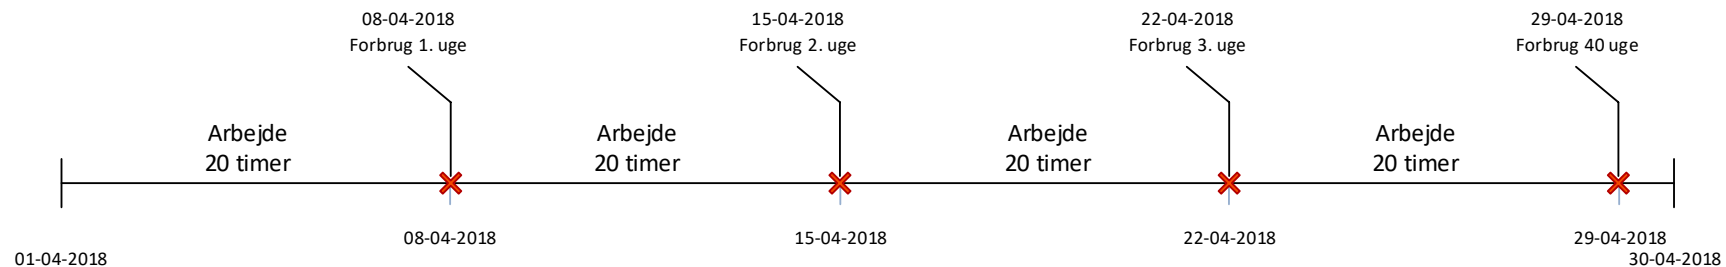 08-04-2018
Forbrug 1. uge
15-04-2018
Forbrug 2. uge
22-04-2018
Forbrug 3. uge
29-04-2018
Forbrug 40 uge
Arbejde
20 timer
Arbejde
20 timer
Arbejde
20 timer
Arbejde
20 timer
08-04-2018
15-04-2018
22-04-2018
29-04-2018
01-04-2018
30-04-2018